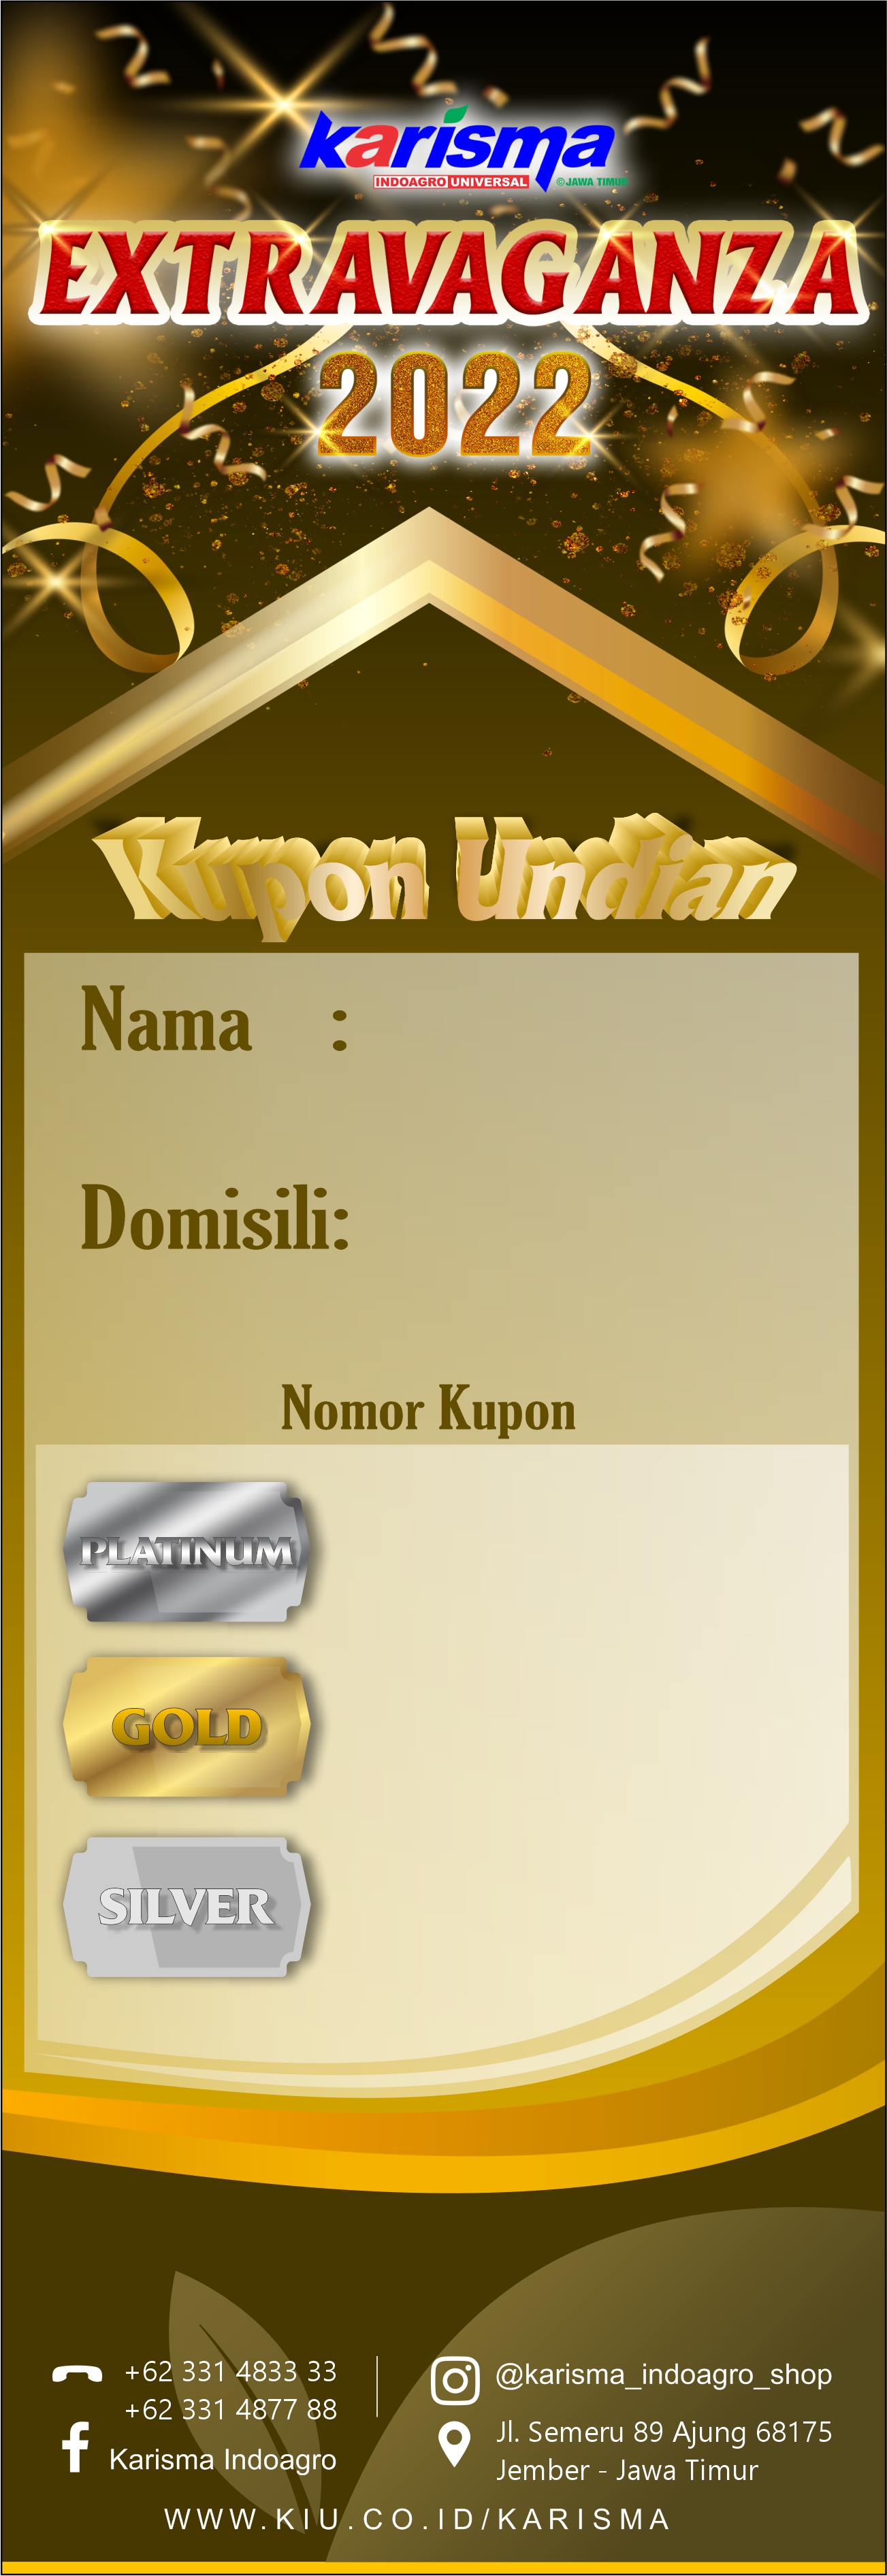 karisma
INDOAGRO UNIVERSAL ©JAWA TIMUR
EXTRAVAGANZA
2022
Kupon Undian
Nama :
Domisili:
Nomor Kupon
PLATINUM
GOLD
SILVER
+62 331 4833 33
+62 331 4877 88
Karisma Indoagro
@karisma_indoagro_shop
Jl. Semeru 89 Ajung 68175
Jember - Jawa Timur
WWW.KIU.CO.ID/KARISMA